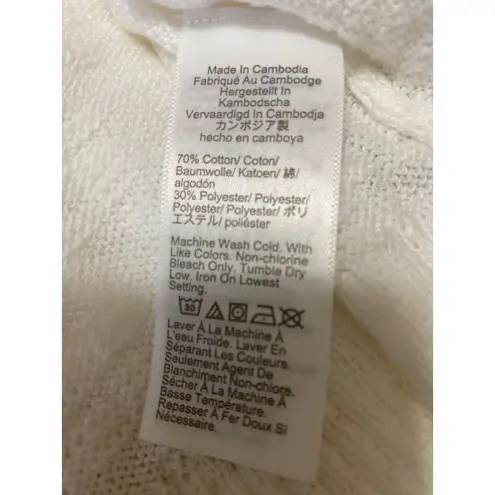 Made In Cambodia
Fabriqué Au Cambodge
Hergestellt In
Kambodscha
Vervaardigd In Cambodja
カンボジア製
hecho en camboya
70% Cotton/ Coton/
Baumwolle/ Katoen/ 綿/
algodón
30% Polyester/ Polyester/
Polyester/ Polyester/ ポリ
エステル/ poliéster
Machine Wash Cold. With
Like Colors. Non-chlorine
Bleach Only. Tumble Dry
Low. Iron On Lowest
Setting.
30
Laver À La Machine À
L'eau Froide. Laver En
Séparant Les Couleurs.
Seulement Agent De
Blanchiment Non-chlore.
Sécher À La Machine À
Basse Température.
Repasser À Fer Doux Si
Nécessaire.